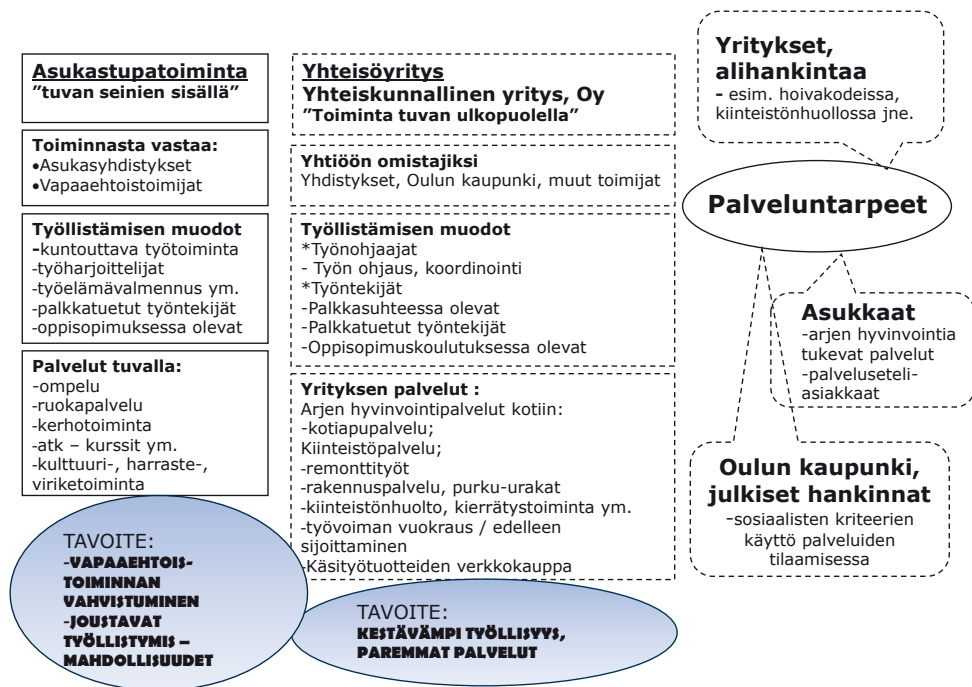 Asukastupatoiminta
"tuvan seinien sisällä"
Toiminnasta vastaa:
•Asukasyhdistykset
•Vapaaehtoistoimijat
Työllistämisen muodot
-kuntouttava työtoiminta
-työharjoittelijat
-työelämävalmennus ym.
-palkkatuetut työntekijät
-oppisopimuksessa olevat
Palvelut tuvalla:
-ompelu
-ruokapalvelu
-kerhotoiminta
-atk – kurssit ym.
-kulttuuri-, harraste-,
viriketoiminta
TAVOITE:
-VAPAAEHTOIS-
TOIMINNAN
VAHVISTUMINEN
-JOUSTAVAT
TYÖLLISTYMIS –
MAHDOLLISUUDET
Yhteisöyritys
Yhteiskunnallinen yritys, Oy
"Toiminta tuvan ulkopuolella"
Yhtiöön omistajiksi
Yhdistykset, Oulun kaupunki, muut toimijat
Työllistämisen muodot
*Työnohjaajat
- Työn ohjaus, koordinointi
*Työntekijät
-Palkkasuhteessa olevat
-Palkkatuetut työntekijät
-Oppisopimuskoulutuksessa olevat
Yrityksen palvelut :
Arjen hyvinvointipalvelut kotiin:
-kotiapupalvelu;
Kiinteistöpalvelu;
-remonttityöt
-rakennuspalvelu, purku-urakat
-kiinteistönhuolto, kierrätystoiminta ym.
-työvoiman vuokraus / edelleen
sijoittaminen
-Käsityötuotteiden verkkokauppa
TAVOITE:
KESTÄVÄMPI TYÖLLISYYS,
PAREMMAT PALVELUT
Yritykset,
alihankintaa
- esim. hoivakodeissa,
kiinteistönhuollossa jne.
Palveluntarpeet
Asukkaat
-arjen hyvinvointia
tukevat palvelut
-palveluseteli-
asiakkaat
Oulun kaupunki,
julkiset hankinnat
-sosiaalisten kriteerien
käyttö palveluiden
tilaamisessa